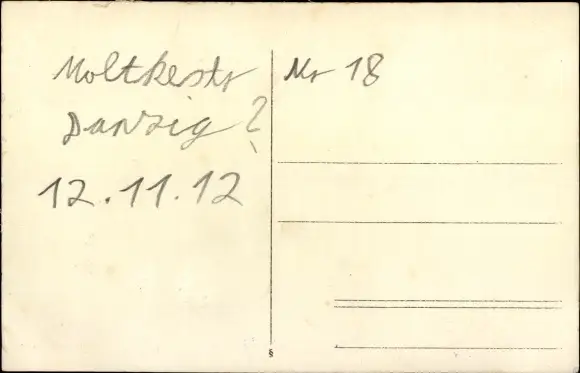 Moltkestr
Danzig?
12.11.12
Nr 18
§